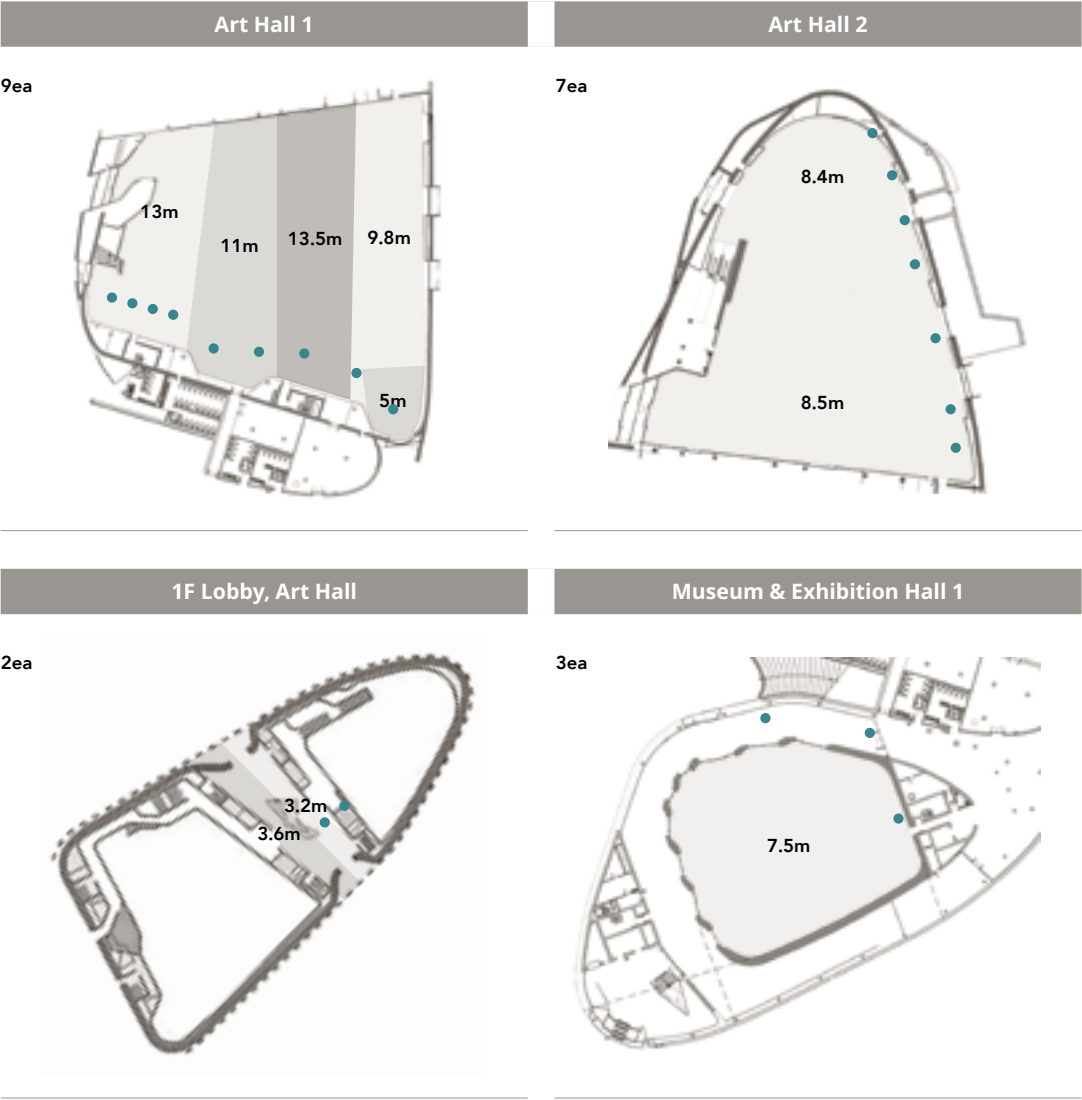 Art Hall 1
Art Hall 2
9ea
7ea
13m
11m
13.5m
9.8m
5m
8.4m
8.5m
1F Lobby, Art Hall
Museum & Exhibition Hall 1
2ea
3ea
3.2m
3.6m
7.5m